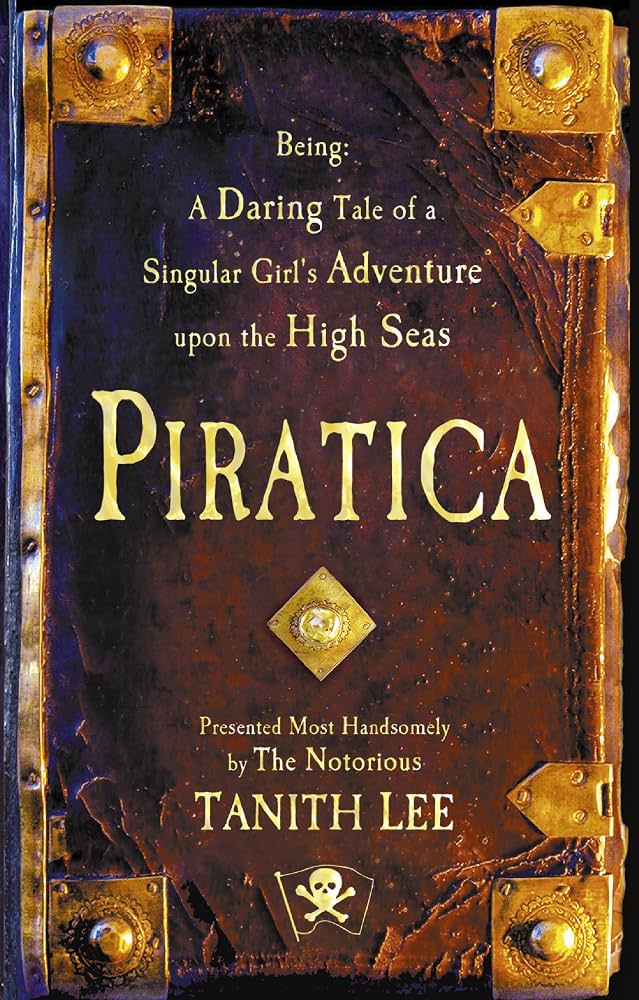 Being:
A Daring Tale of a
Singular Girl's Adventure
upon the High Seas
PIRATICA
Presented Most Handsomely
by The Notorious
TANITH LEE